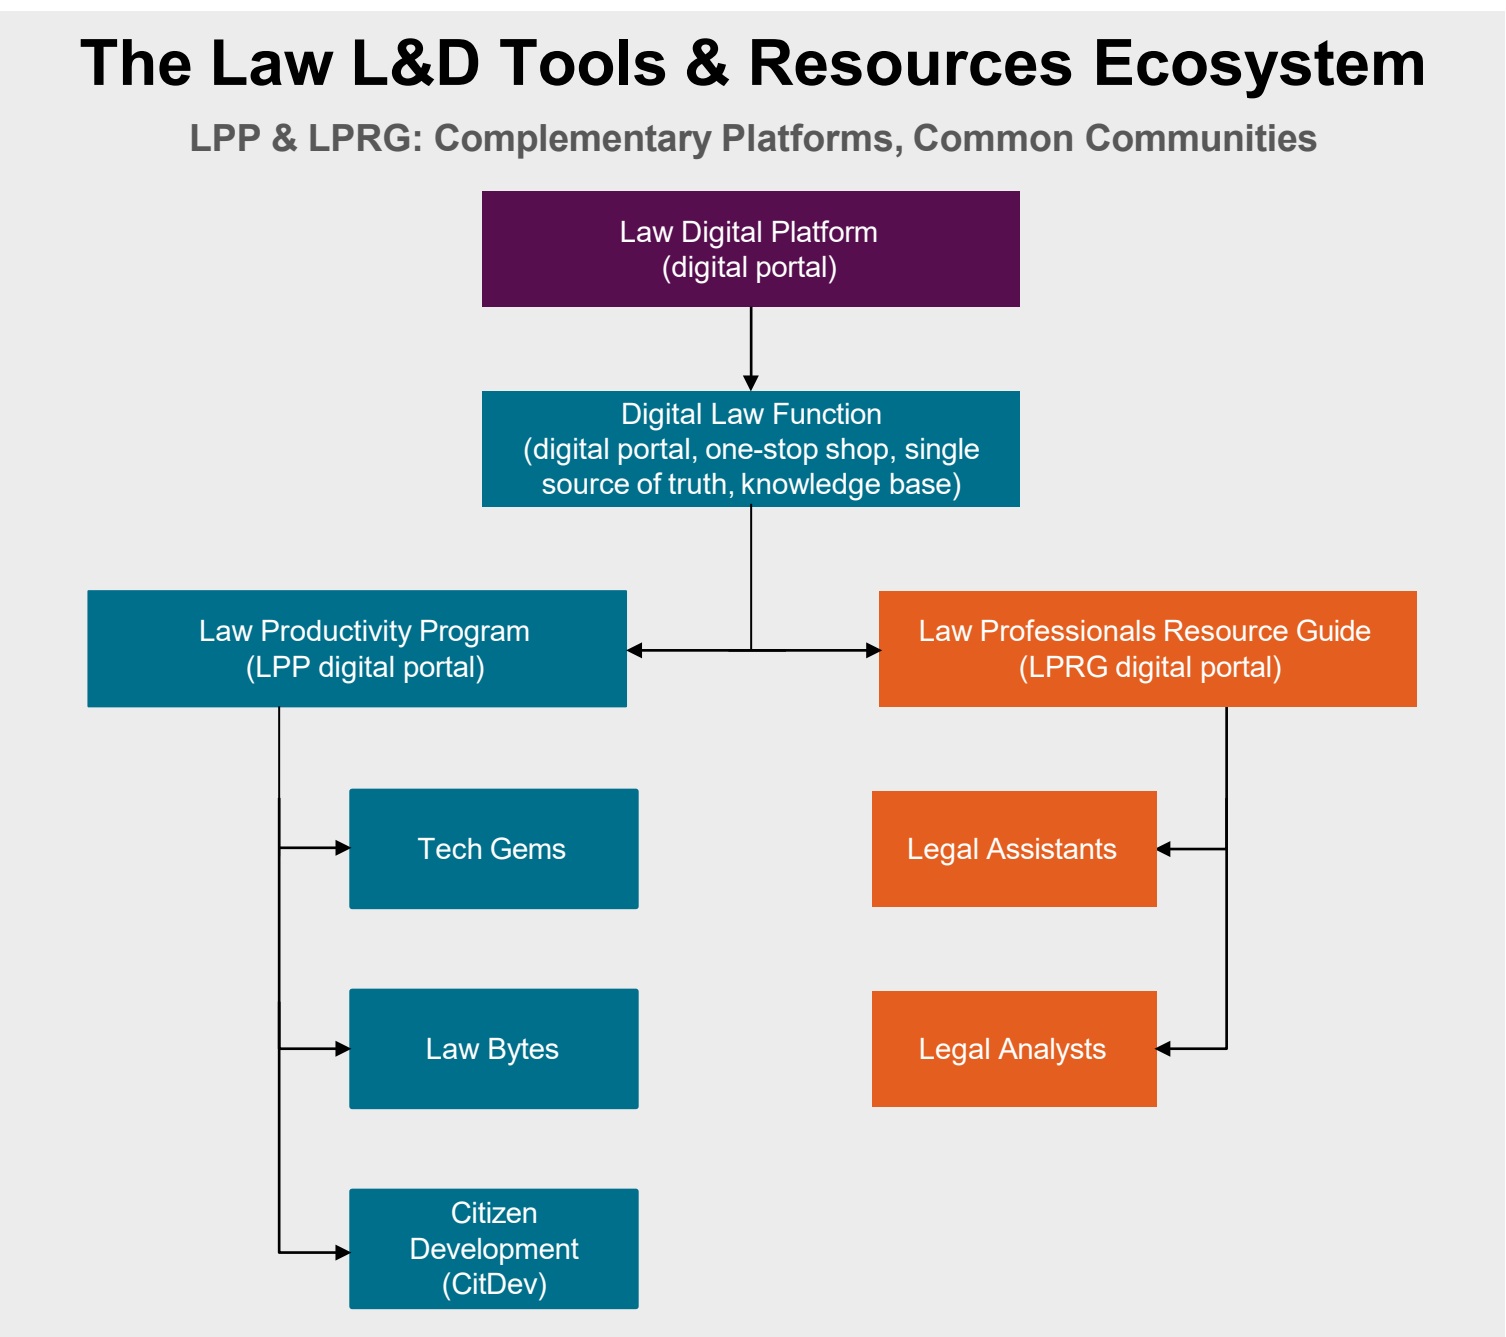 The Law L&D Tools & Resources Ecosystem
LPP & LPRG: Complementary Platforms, Common Communities
Law Digital Platform
(digital portal)
Digital Law Function
(digital portal, one-stop shop, single
source of truth, knowledge base)
Law Productivity Program
(LPP digital portal)
Law Professionals Resource Guide
(LPRG digital portal)
Tech Gems
Legal Assistants
Law Bytes
Legal Analysts
Citizen
Development
(CitDev)